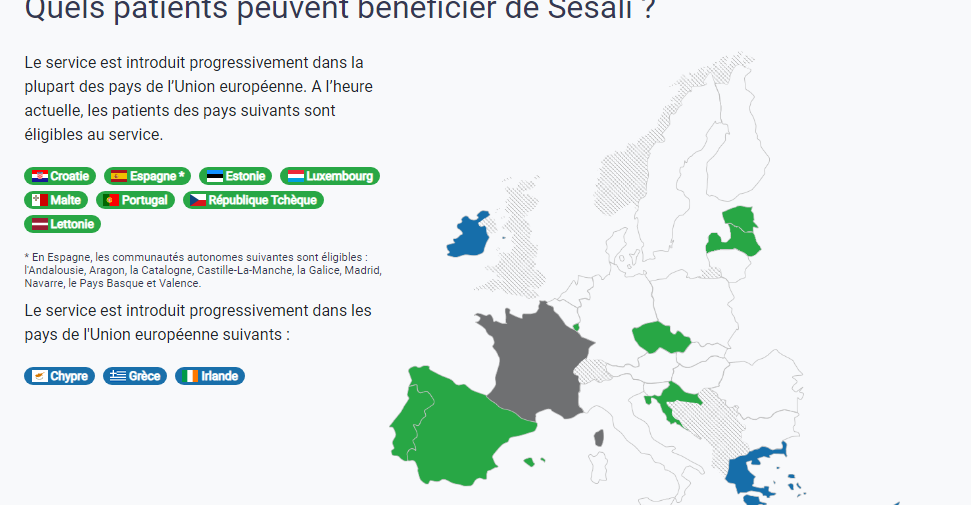 Quels patients peuvent bénéficier de Sesali ?
Le service est introduit progressivement dans la
plupart des pays de l'Union européenne. A l'heure
actuelle, les patients des pays suivants sont
éligibles au service.
Croatie Espagne * Estonie Luxembourg
Malte Portugal République Tchèque
Lettonie
* En Espagne, les communautés autonomes suivantes sont éligibles :
l'Andalousie, Aragon, la Catalogne, Castille-La-Manche, la Galice, Madrid,
Navarre, le Pays Basque et Valence.
Le service est introduit progressivement dans les
pays de l'Union européenne suivants :
Chypre Grèce Irlande